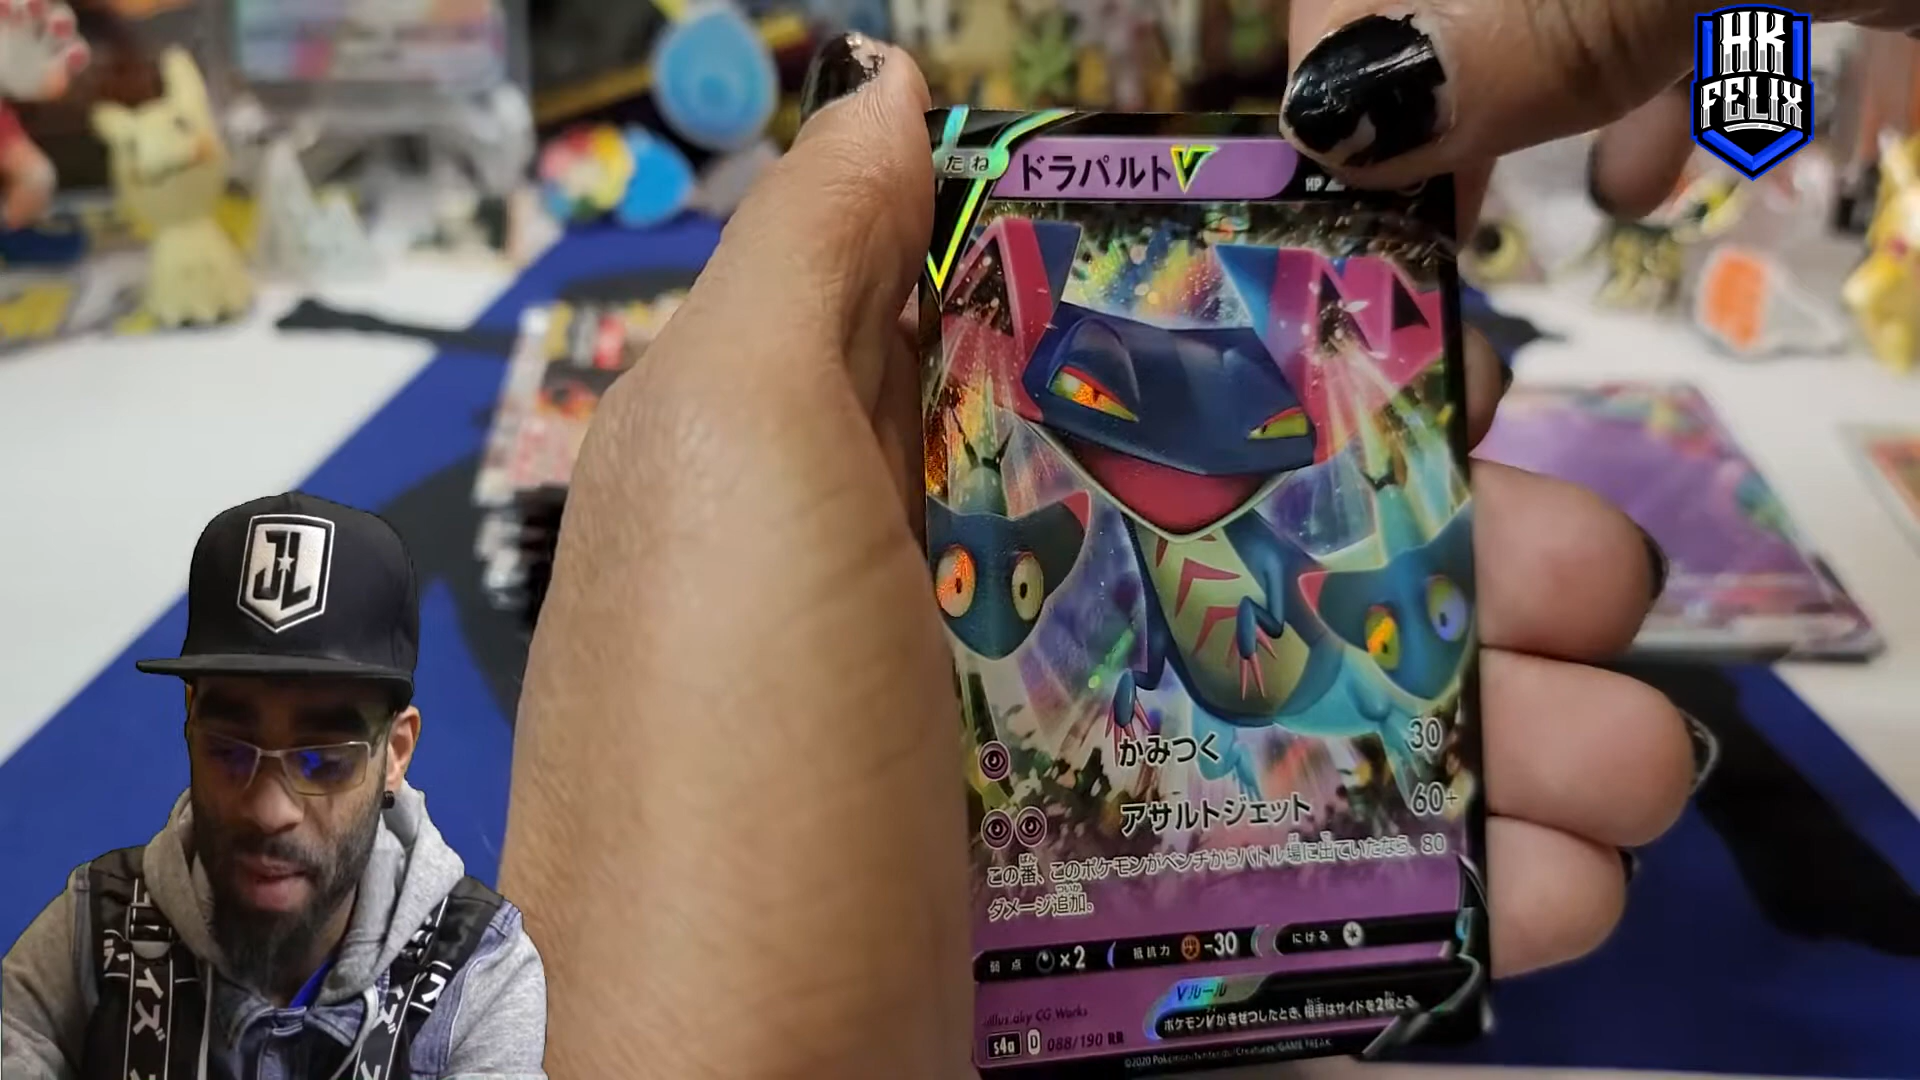 HK
FELIX
たね
ドラパルトV
HP
JL
かみつく
30
アサルトジェット
60+
この番、このポケモンがベンチからバトル場に出ていたなら、80
ダメージ追加。
弱点 ×2 抵抗力 -30 にげる
Vルール
ポケモンVがきぜつしたとき、相手はサイドを2枚とる。
illus. aky CG Works
s4a D 088/190 RR
©2020 Pokémon/Nintendo/Creatures/GAME FREAK.